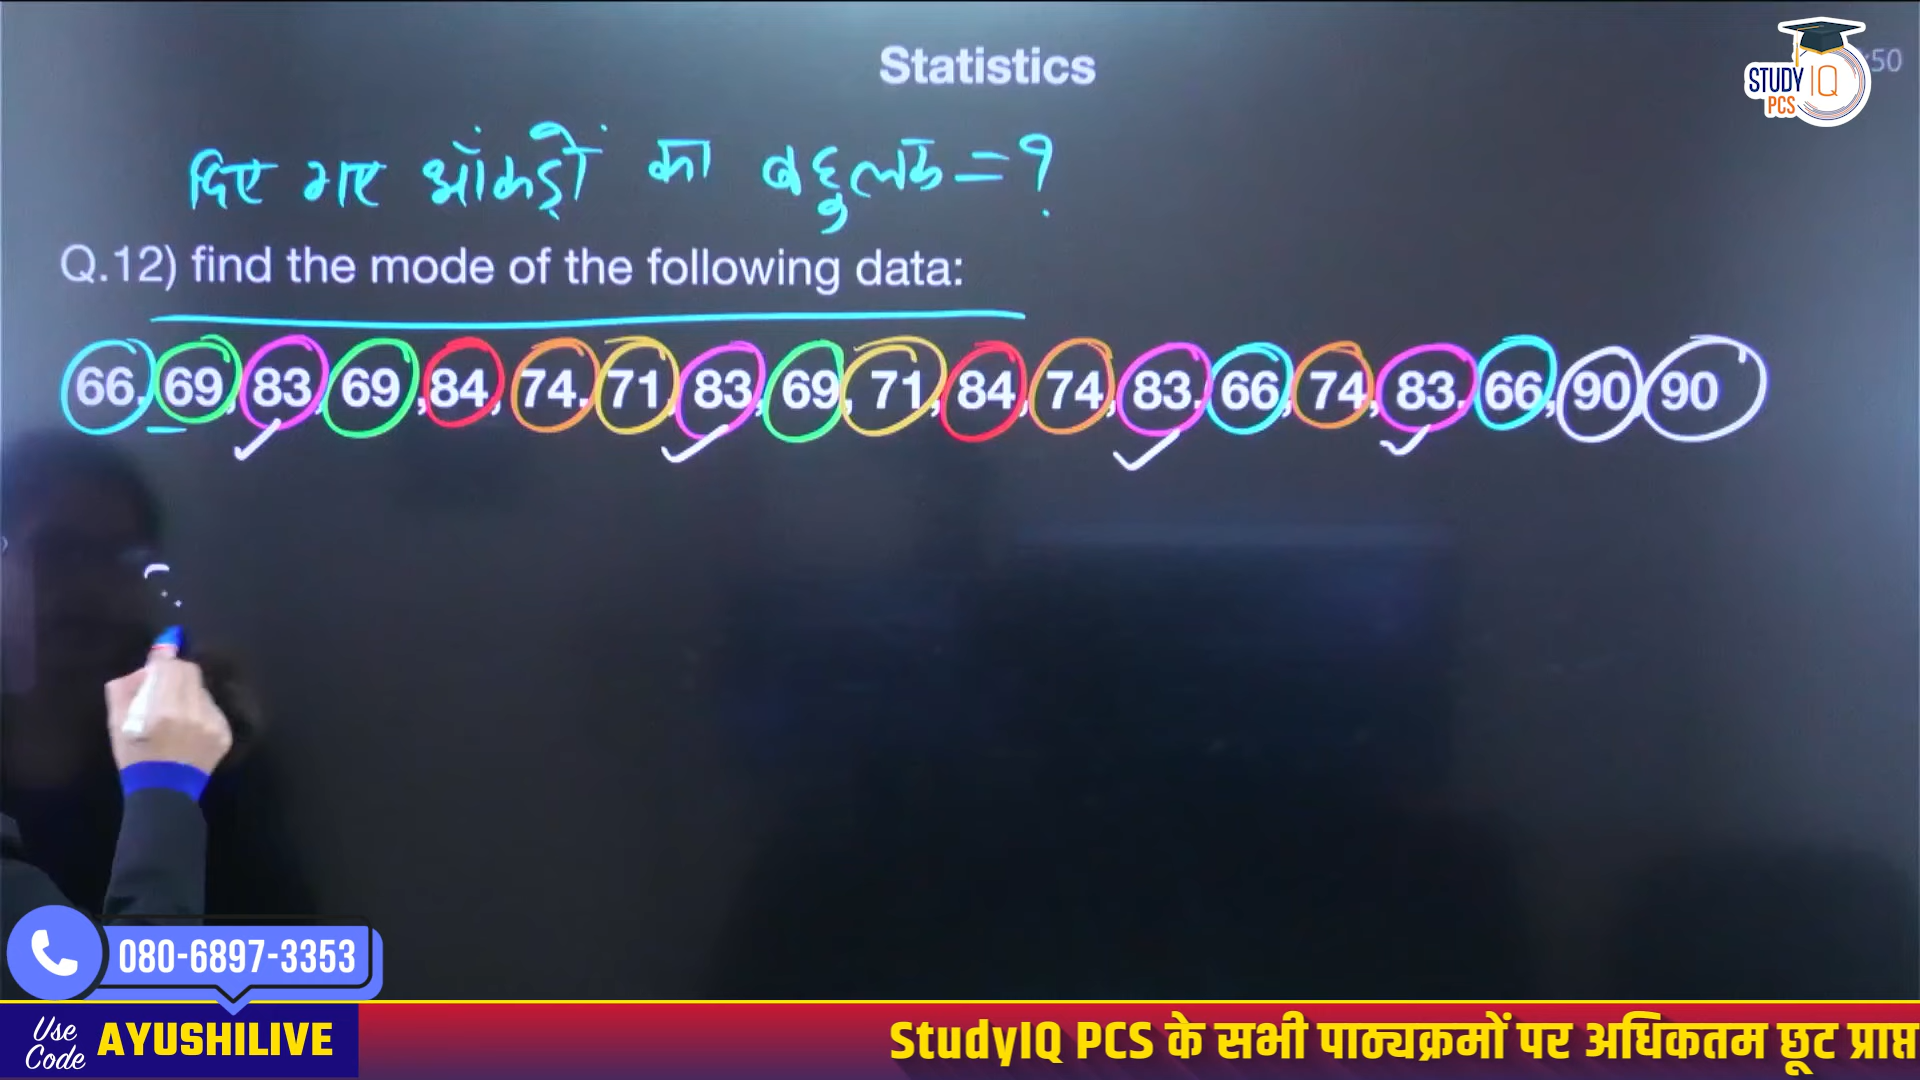 Statistics
:50
STUDY IQ
PCS
दिए गए आँकड़ों का बहुलक = ?
Q.12) find the mode of the following data:
66, 69, 83, 69 ,84, 74, 71, 83, 69, 71, 84, 74, 83, 66, 74, 83, 66, 90, 90
080-6897-3353
Use Code AYUSHILIVE
StudyIQ PCS के सभी पाठ्यक्रमों पर अधिकतम छूट प्राप्त